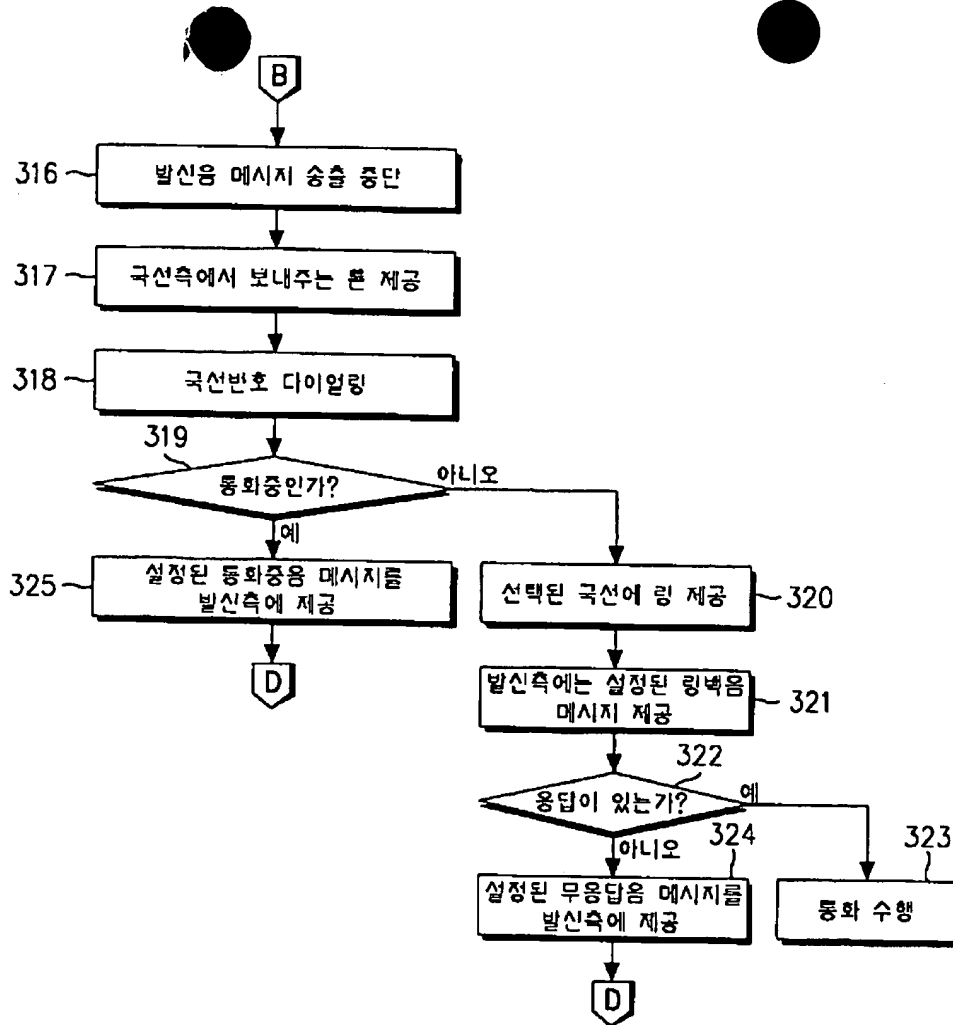 B
316
발신음 메시지 송출 중단
317
국선측에서 보내주는 톤 제공
318
국선번호 다이얼링
319
통화중인가?
아니오
예
325
설정된 통화중음 메시지를
발신측에 제공
D
선택된 국선에 링 제공
320
발신측에는 설정된 링백음
메시지 제공
321
322
응답이 있는가?
예
아니오
324
설정된 무응답음 메시지를
발신측에 제공
323
통화 수행
D